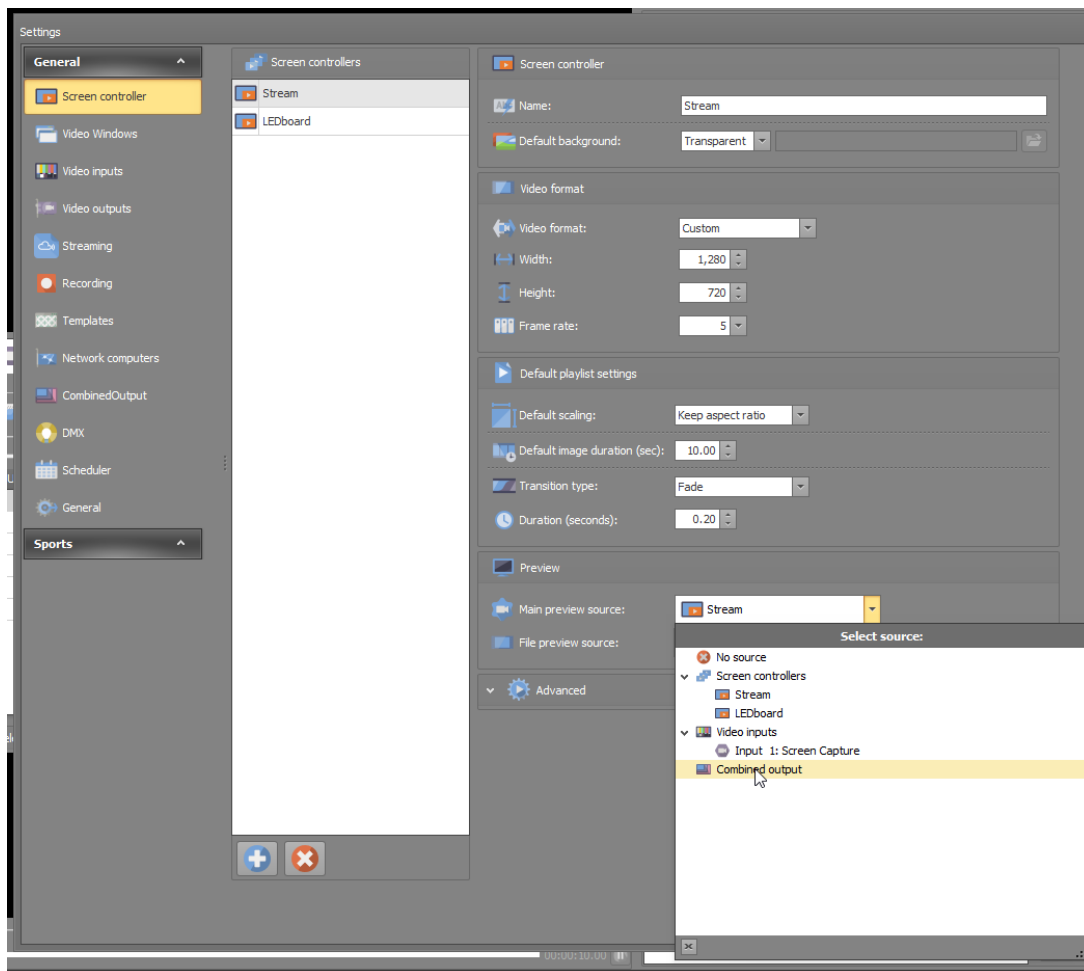 Settings
General
Screen controller
Video Windows
Video inputs
Video outputs
Streaming
Recording
Templates
Network computers
CombinedOutput
DMX
Scheduler
General
Sports
Screen controllers
Stream
LEDboard
Screen controller
Name: Stream
Default background: Transparent
Video format
Video format: Custom
Width: 1,280
Height: 720
Frame rate: 5
Default playlist settings
Default scaling: Keep aspect ratio
Default image duration (sec): 10.00
Transition type: Fade
Duration (seconds): 0.20
Preview
Main preview source: Stream
File preview source:
Advanced
Select source:
No source
Screen controllers
Stream
LEDboard
Video inputs
Input 1: Screen Capture
Combined output
00:00:10.00